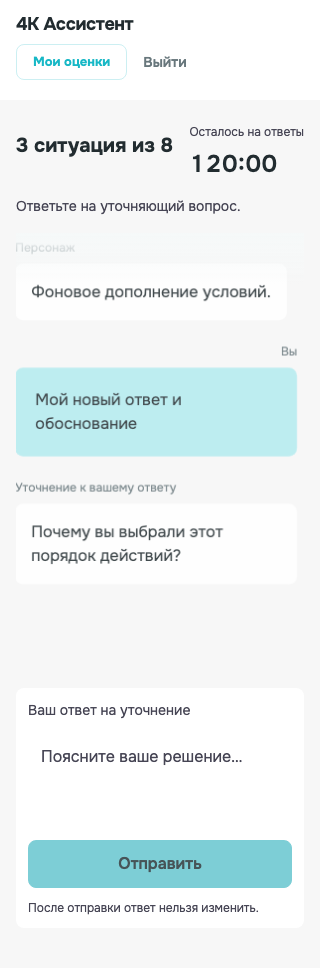 4К Ассистент
Мои оценки
Выйти
3 ситуация из 8
Осталось на ответы
120:00
Ответьте на уточняющий вопрос.
Персонаж
Фоновое дополнение условий.
Вы
Мой новый ответ и
обоснование
Уточнение к вашему ответу
Почему вы выбрали этот
порядок действий?
Ваш ответ на уточнение
Поясните ваше решение...
Отправить
После отправки ответ нельзя изменить.